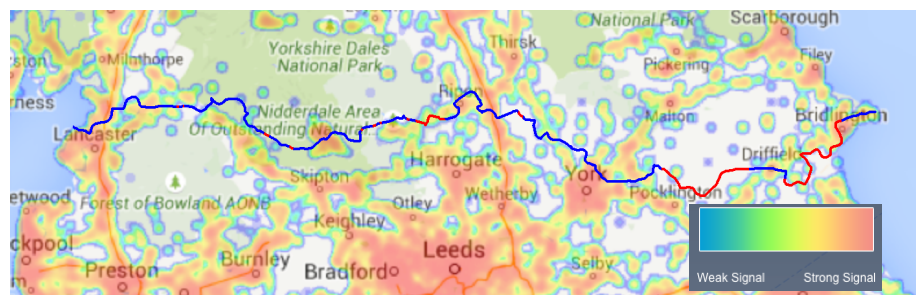 National Park
Scarborough
Yorkshire Dales
National Park
Thirsk
Milnthorpe
Pickering
Filey
Ripon
Nidderdale Area
Of Outstanding Natural...
Malton
Bridlington
Lancaster
Harrogate
Driffield
Skipton
York
Pocklington
etwood
Forest of Bowland AONB
Otley
Wetherby
Keighley
ckpool
Burnley
Leeds
Selby
Preston
Bradford
Weak Signal
Strong Signal